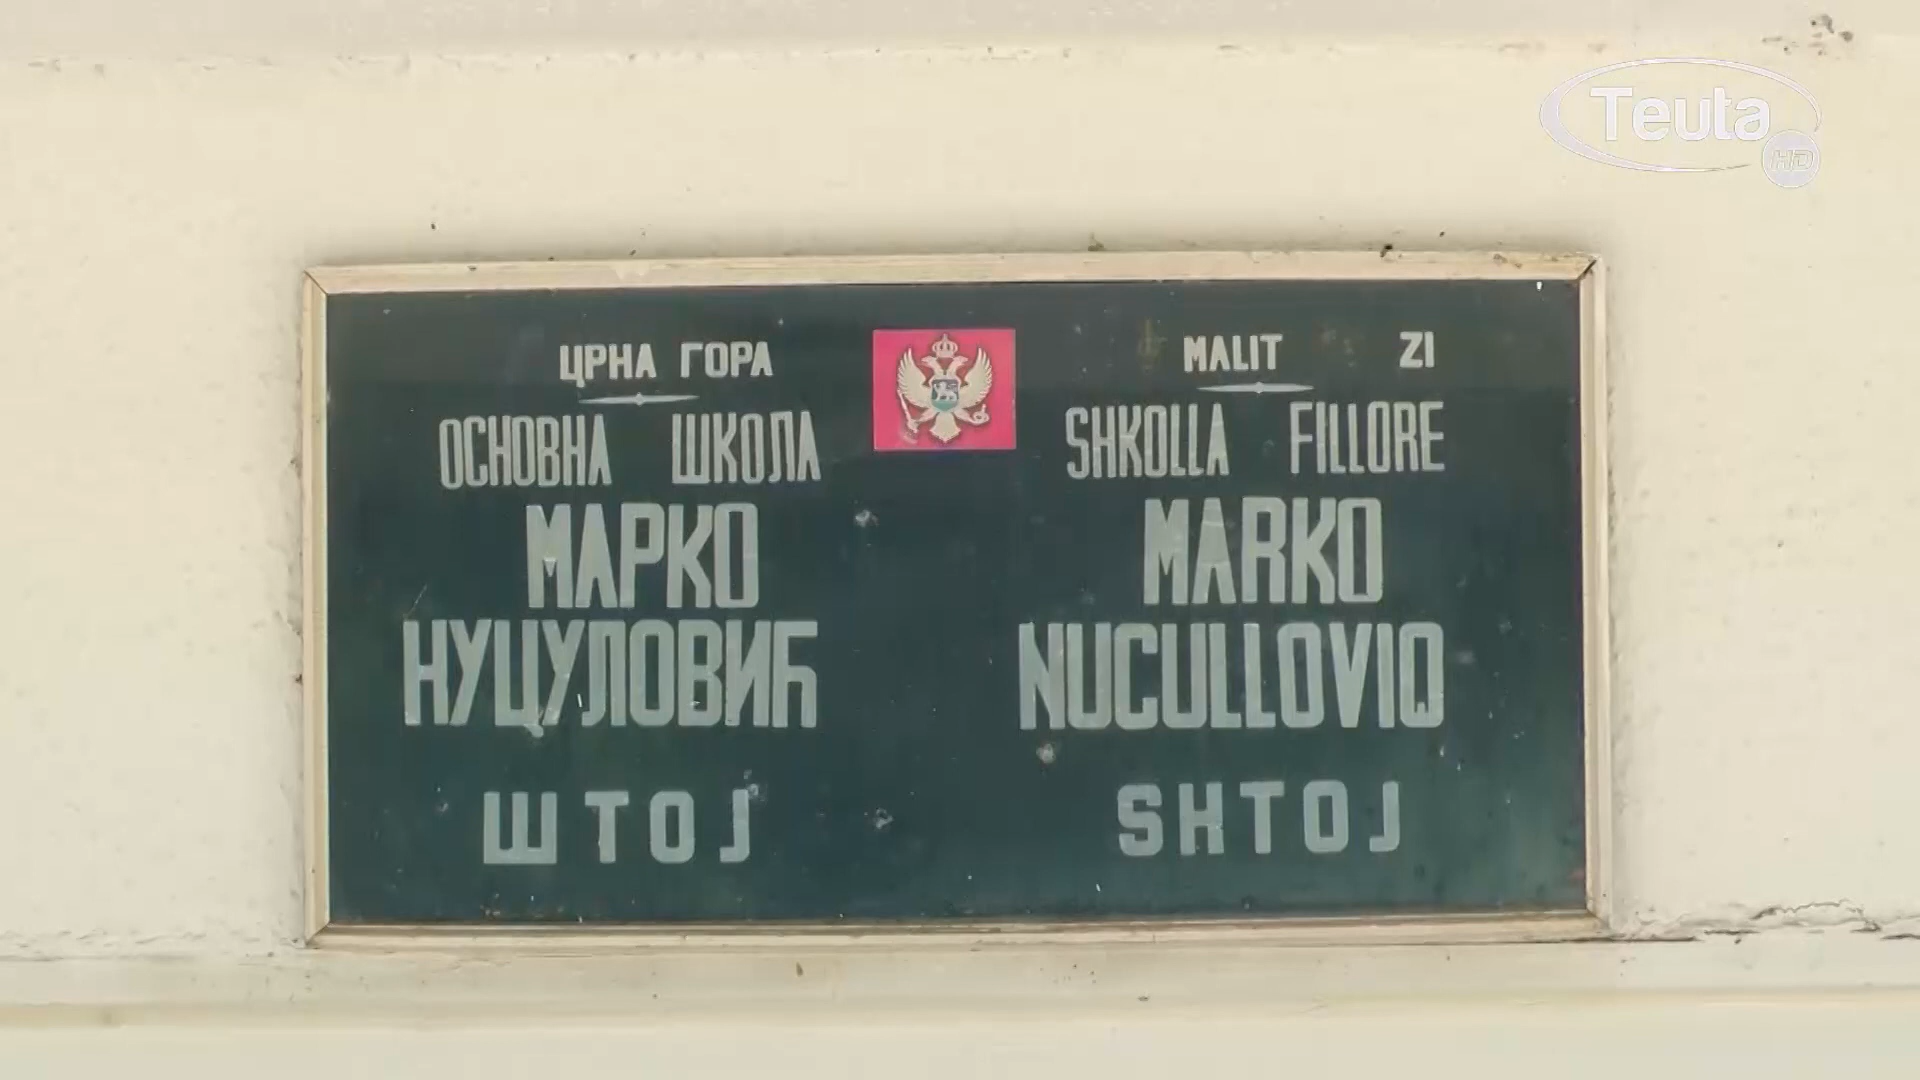 Teuta
HD
ЦРНА ГОРА
ОСНОВНА ШКОЛА
МАРКО
НУЦУЛОВИЋ
ШТОЈ
MALIT ZI
SHKOLLA FILLORE
MARKO
NUCULLOVIQ
SHTOJ